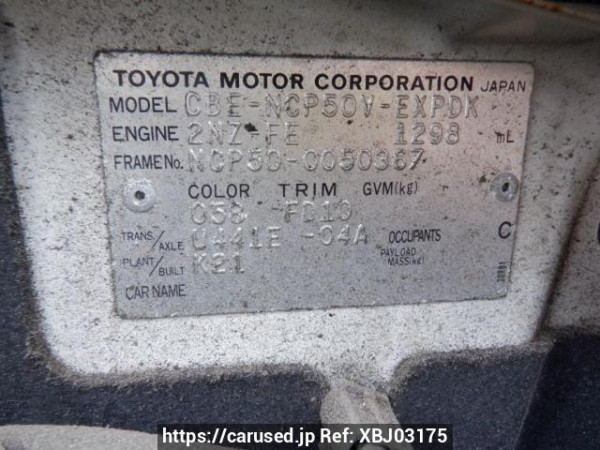 TOYOTA MOTOR CORPORATION JAPAN
MODEL CBE-NCP50V-EXPDK
ENGINE 2NZ-FE 1298 mL
FRAME No. NCP50-0050367
COLOR TRIM GVM(kg)
058 -FD10
TRANS./AXLE U441E -04A OCCUPANTS C
PLANT/BUILT K21 PAYLOAD MASS(kg)
CAR NAME
https://carused.jp Ref: XBJ03175